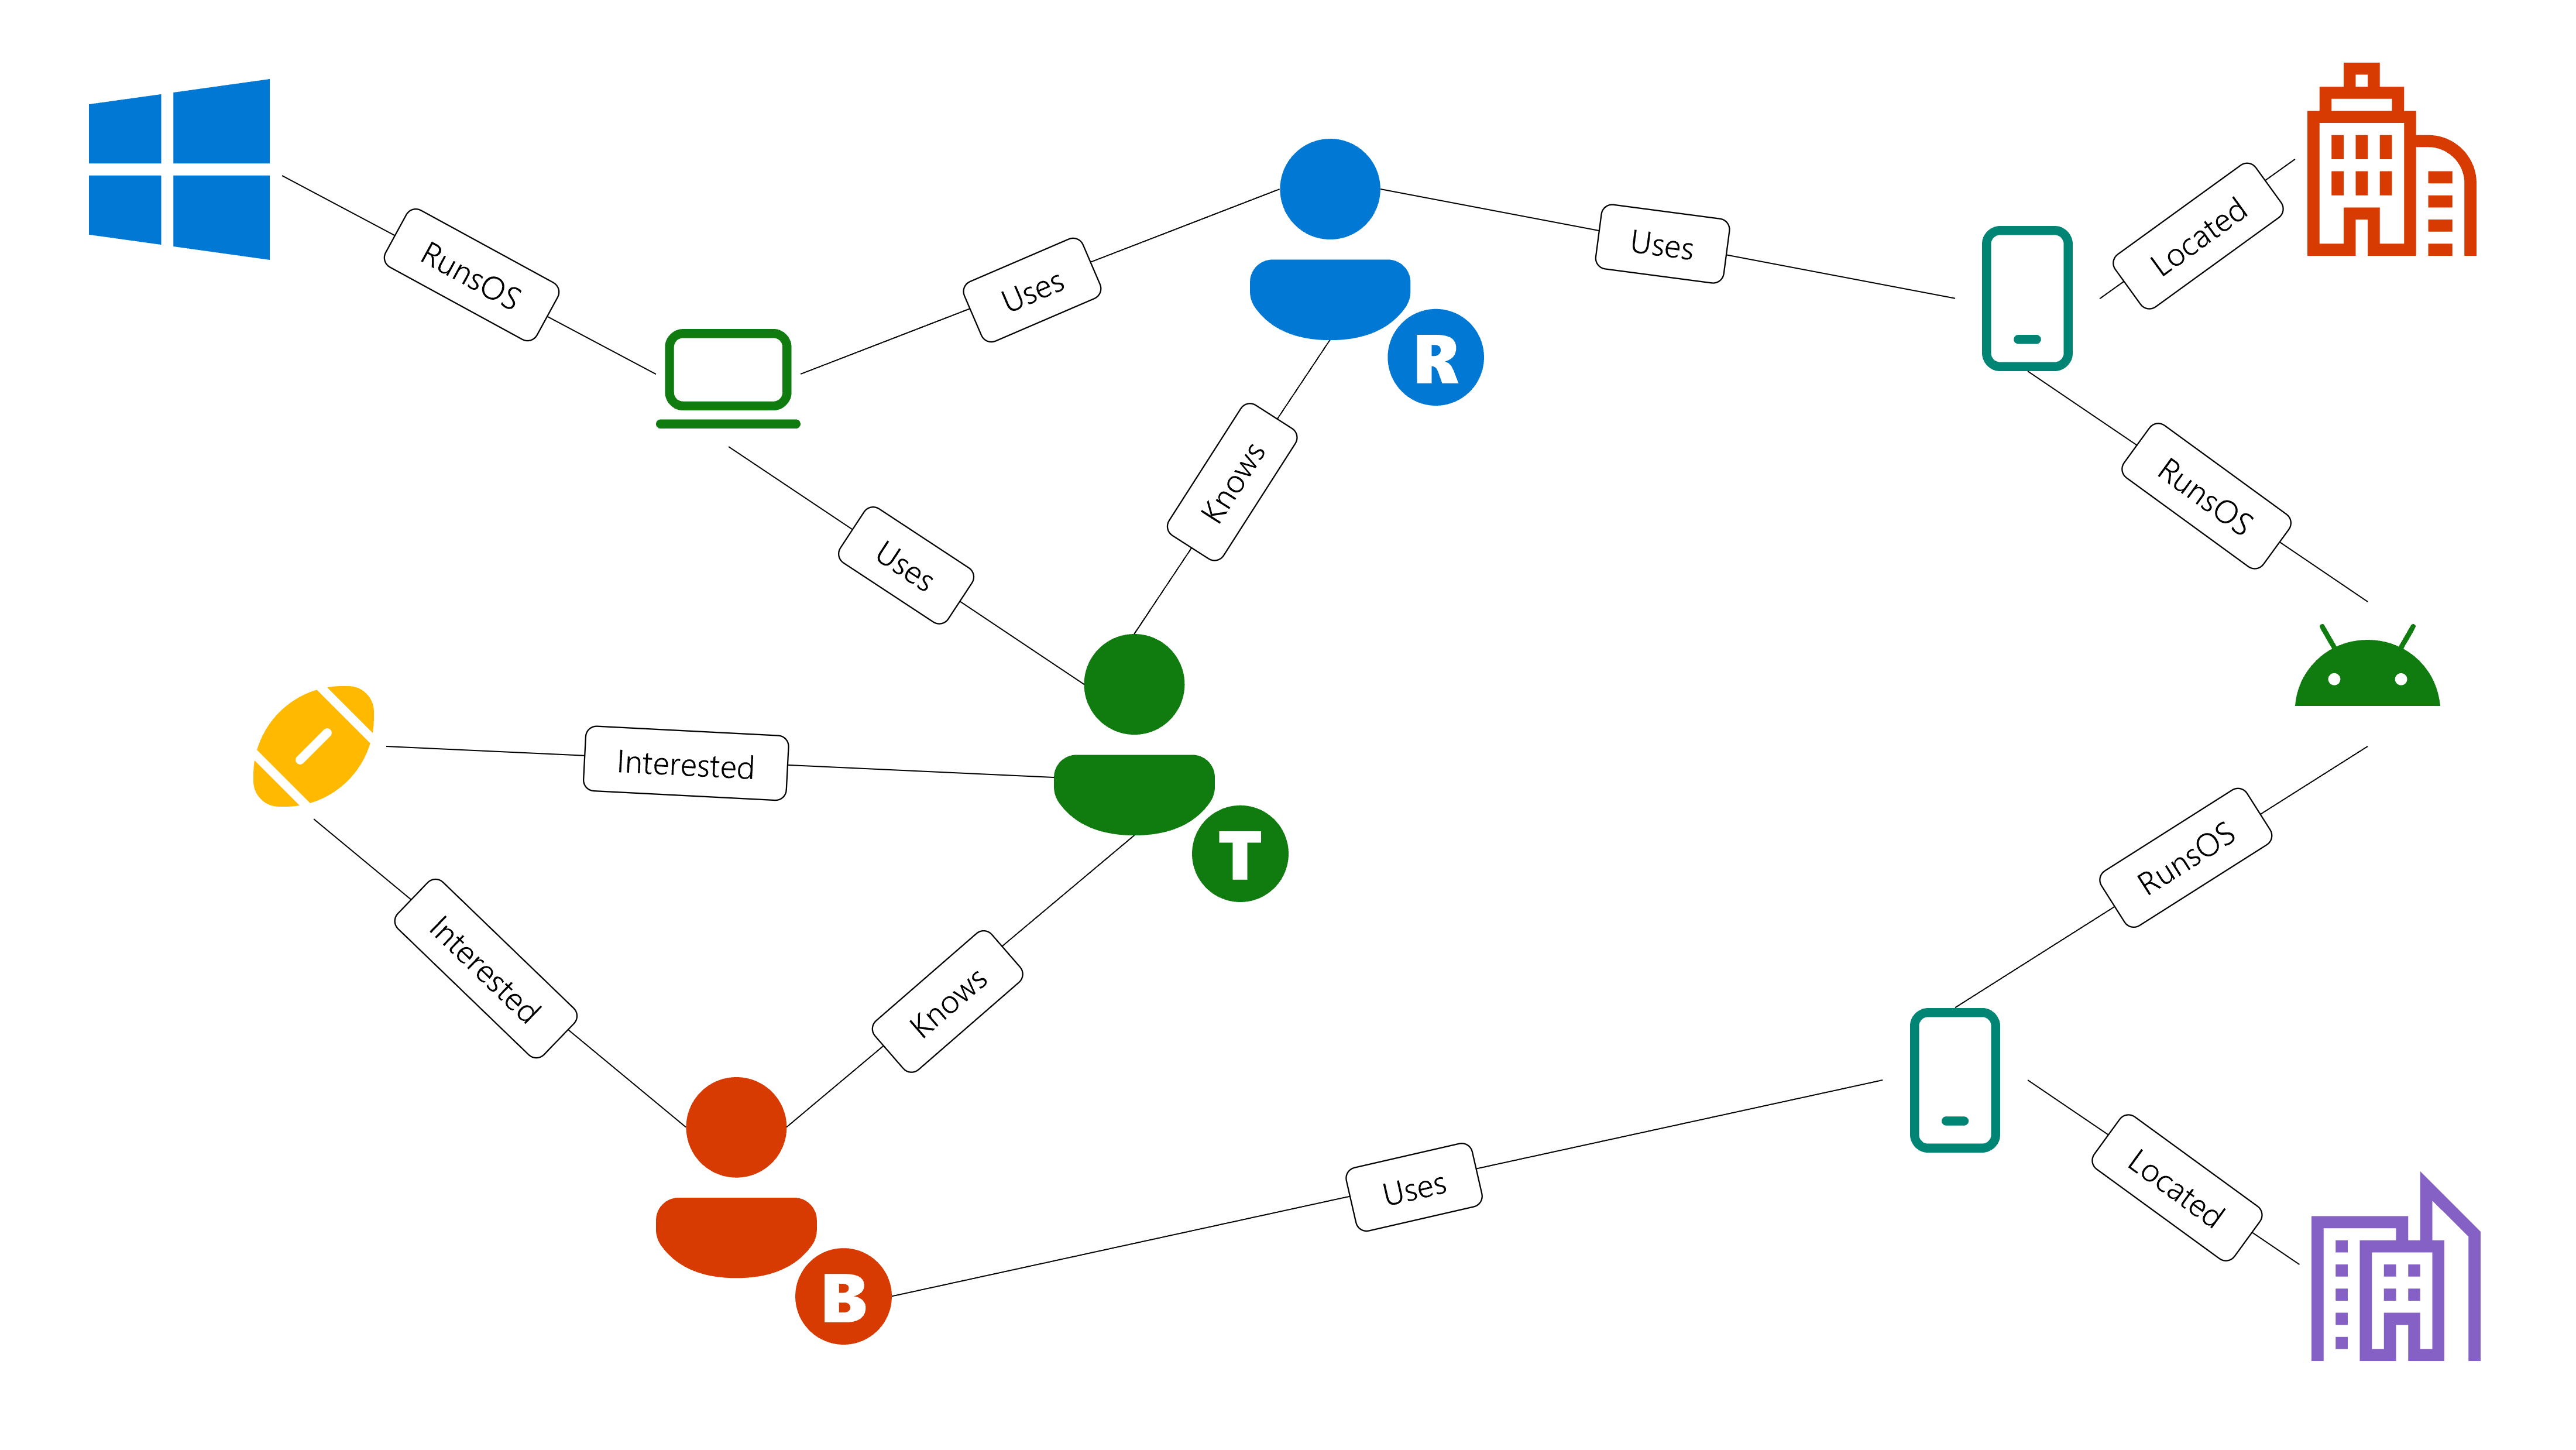 Located
RunsOS
Uses
Uses
R
Knows
RunsOS
Uses
Interested
T
RunsOS
Interested
Knows
Uses
Located
B